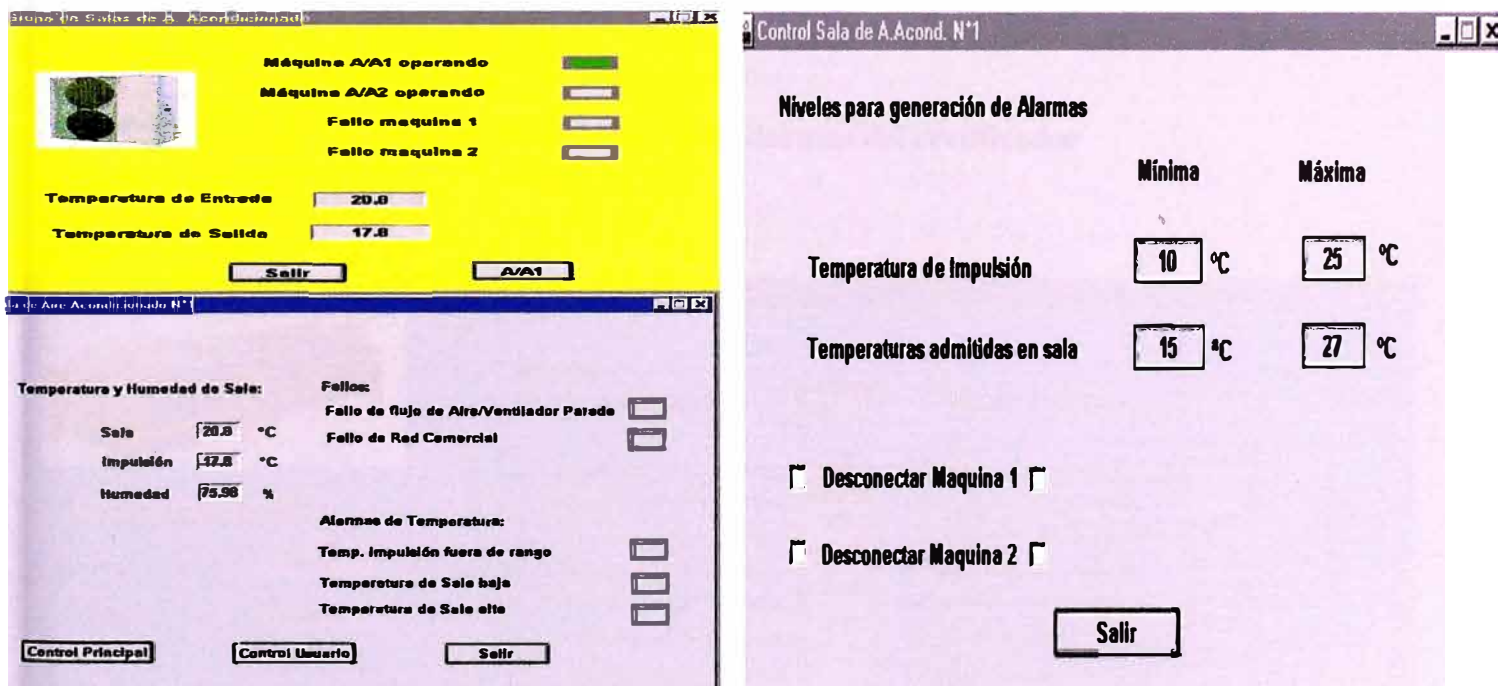 Grupo de Salas de A. Acondicionado
Máquina A/A1 operando
Máquina A/A2 operando
Fallo maquina 1
Fallo maquina 2
Temperatura de Entrada 20.8
Temperatura de Salida 17.8
Salir A/A1
la de Aire Acondicionado N°1
Temperatura y Humedad de Sala:
Sala 20.8 °C
Impulsión 17.8 °C
Humedad 75.98 %
Fallos:
Fallo de flujo de Aire/Ventilador Parado
Fallo de Red Comercial
Alarmas de Temperatura:
Temp. Impulsión fuera de rango
Temperatura de Sala baja
Temperatura de Sala alta
Control Principal Control Usuario Salir
Control Sala de A.Acond. N°1
Niveles para generación de Alarmas
Mínima Máxima
Temperatura de Impulsión 10 ºC 25 ºC
Temperaturas admitidas en sala 15 ªC 27 ºC
Desconectar Maquina 1
Desconectar Maquina 2
Salir